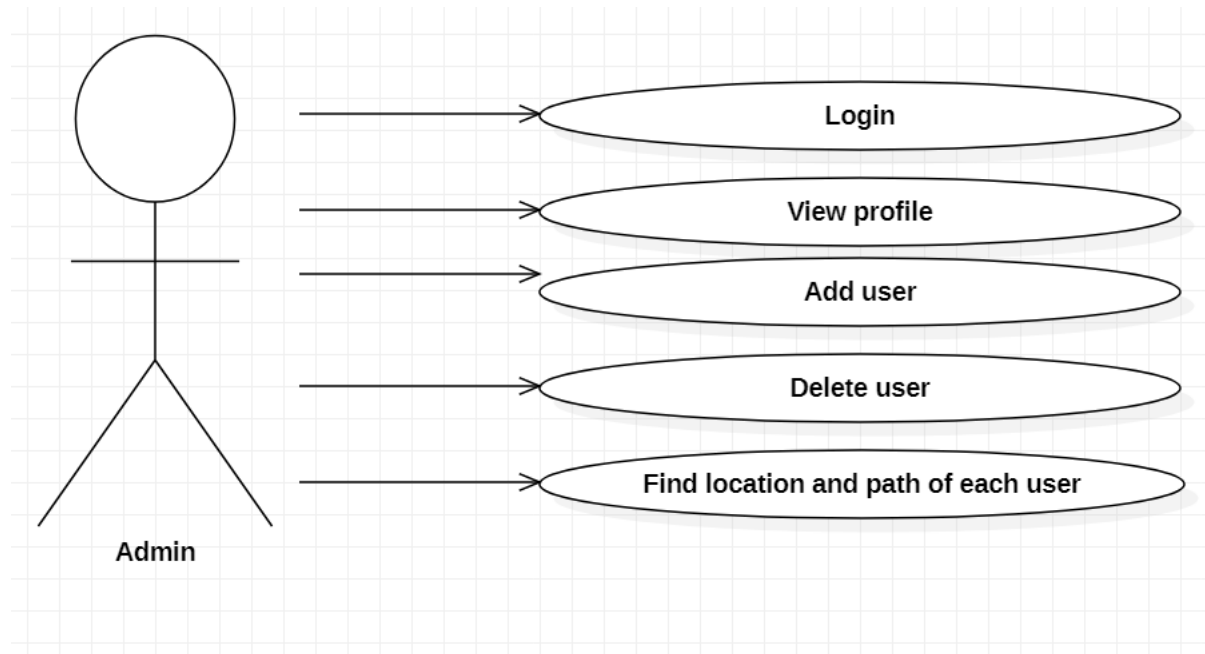 Login
View profile
Add user
Delete user
Find location and path of each user
Admin